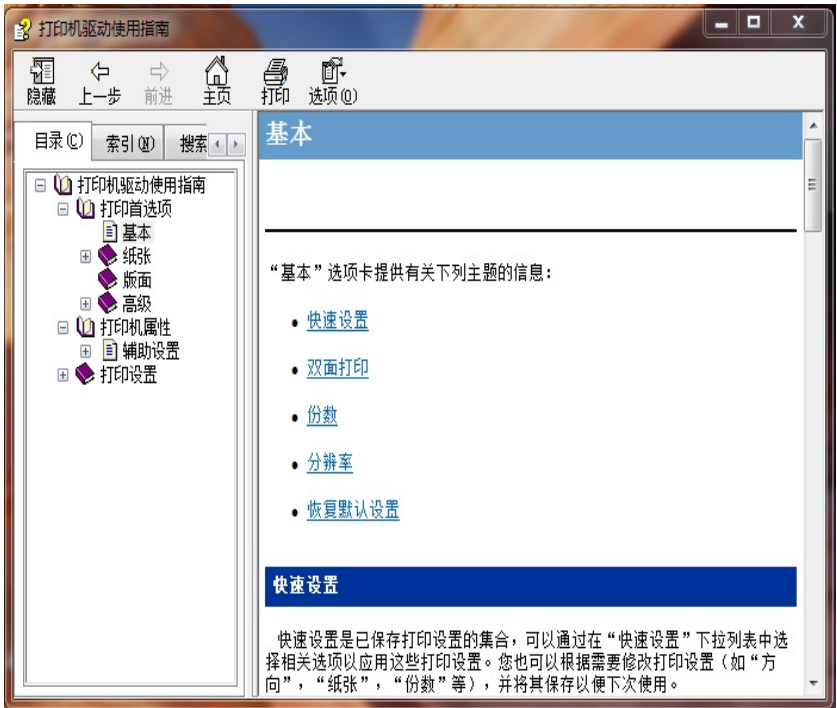 打印机驱动使用指南
隐藏 上一步 前进 主页 打印 选项(O)
目录(C) 索引(N) 搜索
打印机驱动使用指南
打印首选项
基本
纸张
版面
高级
打印机属性
辅助设置
打印设置
基本
“基本”选项卡提供有关下列主题的信息：
快速设置
双面打印
份数
分辨率
恢复默认设置
快速设置
快速设置是已保存打印设置的集合，可以通过在“快速设置”下拉列表中选
择相关选项以应用这些打印设置。您也可以根据需要修改打印设置（如“方
向”，“纸张”，“份数”等），并将其保存以便下次使用。